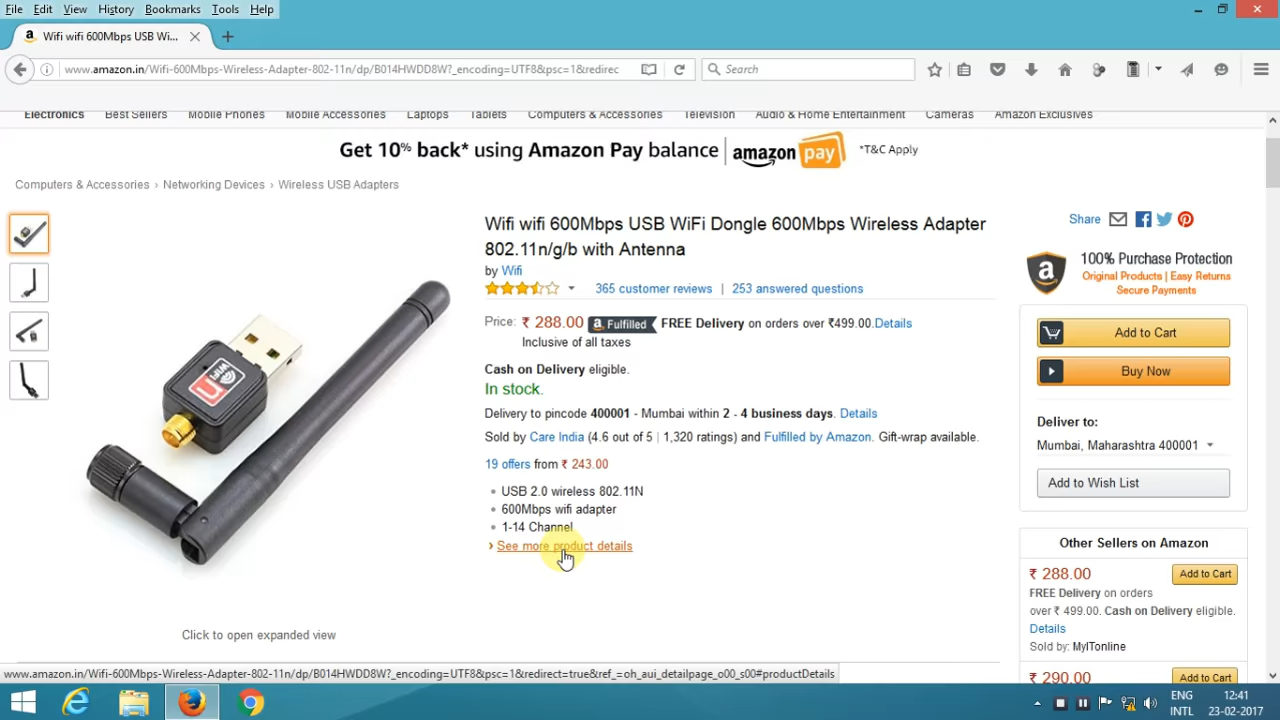 File Edit View History Bookmarks Tools Help
Wifi wifi 600Mbps USB Wi...
www.amazon.in/Wifi-600Mbps-Wireless-Adapter-802-11n/dp/B014HWDD8W?_encoding=UTF8&psc=1&redirec
Search
Electronics Best Sellers Mobile Phones Mobile Accessories Laptops Tablets Computers & Accessories Television Audio & Home Entertainment Cameras Amazon Exclusives
Get 10% back* using Amazon Pay balance amazon pay *T&C Apply
Computers & Accessories › Networking Devices › Wireless USB Adapters
Wifi wifi 600Mbps USB WiFi Dongle 600Mbps Wireless Adapter
802.11n/g/b with Antenna
by Wifi
365 customer reviews | 253 answered questions
Price: ₹ 288.00 Fulfilled FREE Delivery on orders over ₹499.00.Details
Inclusive of all taxes
Cash on Delivery eligible.
In stock.
Delivery to pincode 400001 - Mumbai within 2 - 4 business days. Details
Sold by Care India (4.6 out of 5 | 1,320 ratings) and Fulfilled by Amazon. Gift-wrap available.
19 offers from ₹ 243.00
• USB 2.0 wireless 802.11N
• 600Mbps wifi adapter
• 1-14 Channel
› See more product details
Click to open expanded view
Share
100% Purchase Protection
Original Products | Easy Returns
Secure Payments
Add to Cart
Buy Now
Deliver to:
Mumbai, Maharashtra 400001
Add to Wish List
Other Sellers on Amazon
₹ 288.00 Add to Cart
FREE Delivery on orders
over ₹ 499.00. Cash on Delivery eligible.
Details
Sold by: MyITonline
₹ 290.00 Add to Cart
www.amazon.in/Wifi-600Mbps-Wireless-Adapter-802-11n/dp/B014HWDD8W?_encoding=UTF8&psc=1&redirect=true&ref_=oh_aui_detailpage_o00_s00#productDetails
ENG
INTL
12:41
23-02-2017